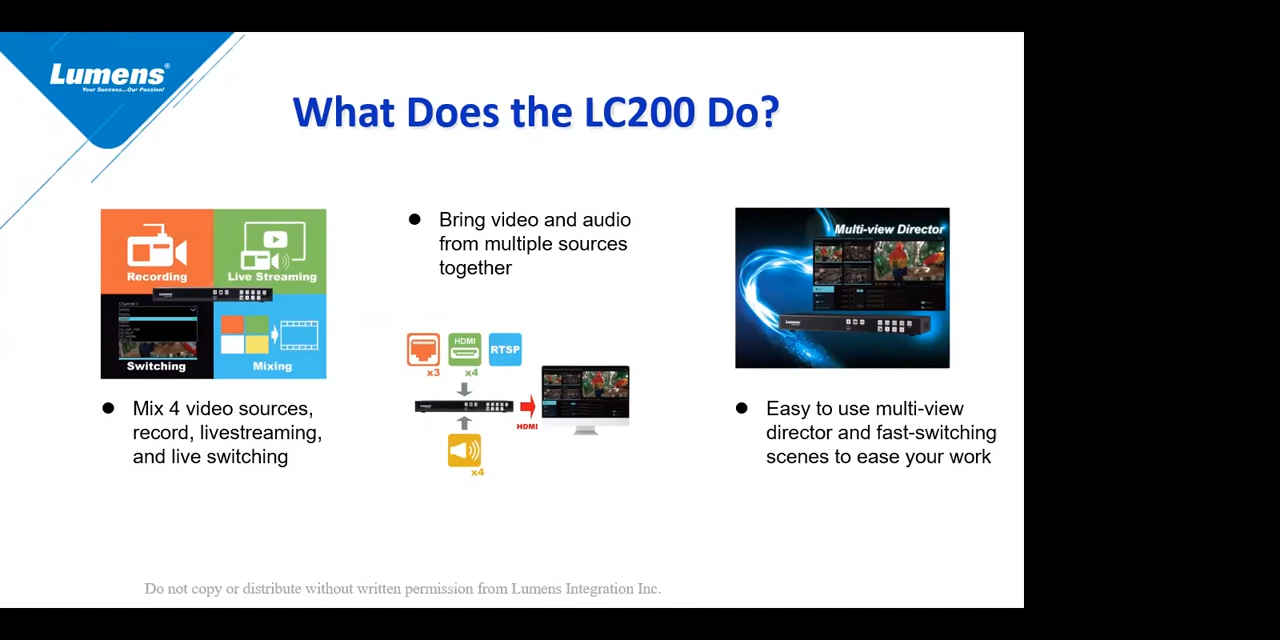 Lumens®
Your Success...Our Passion!
What Does the LC200 Do?
Recording
Live Streaming
Channel 1
Switching
Mixing
Mix 4 video sources,
record, livestreaming,
and live switching
Bring video and audio
from multiple sources
together
HDMI
RTSP
x3
x4
HDMI
x4
Multi-view Director
Lumens
Easy to use multi-view
director and fast-switching
scenes to ease your work
Do not copy or distribute without written permission from Lumens Integration Inc.